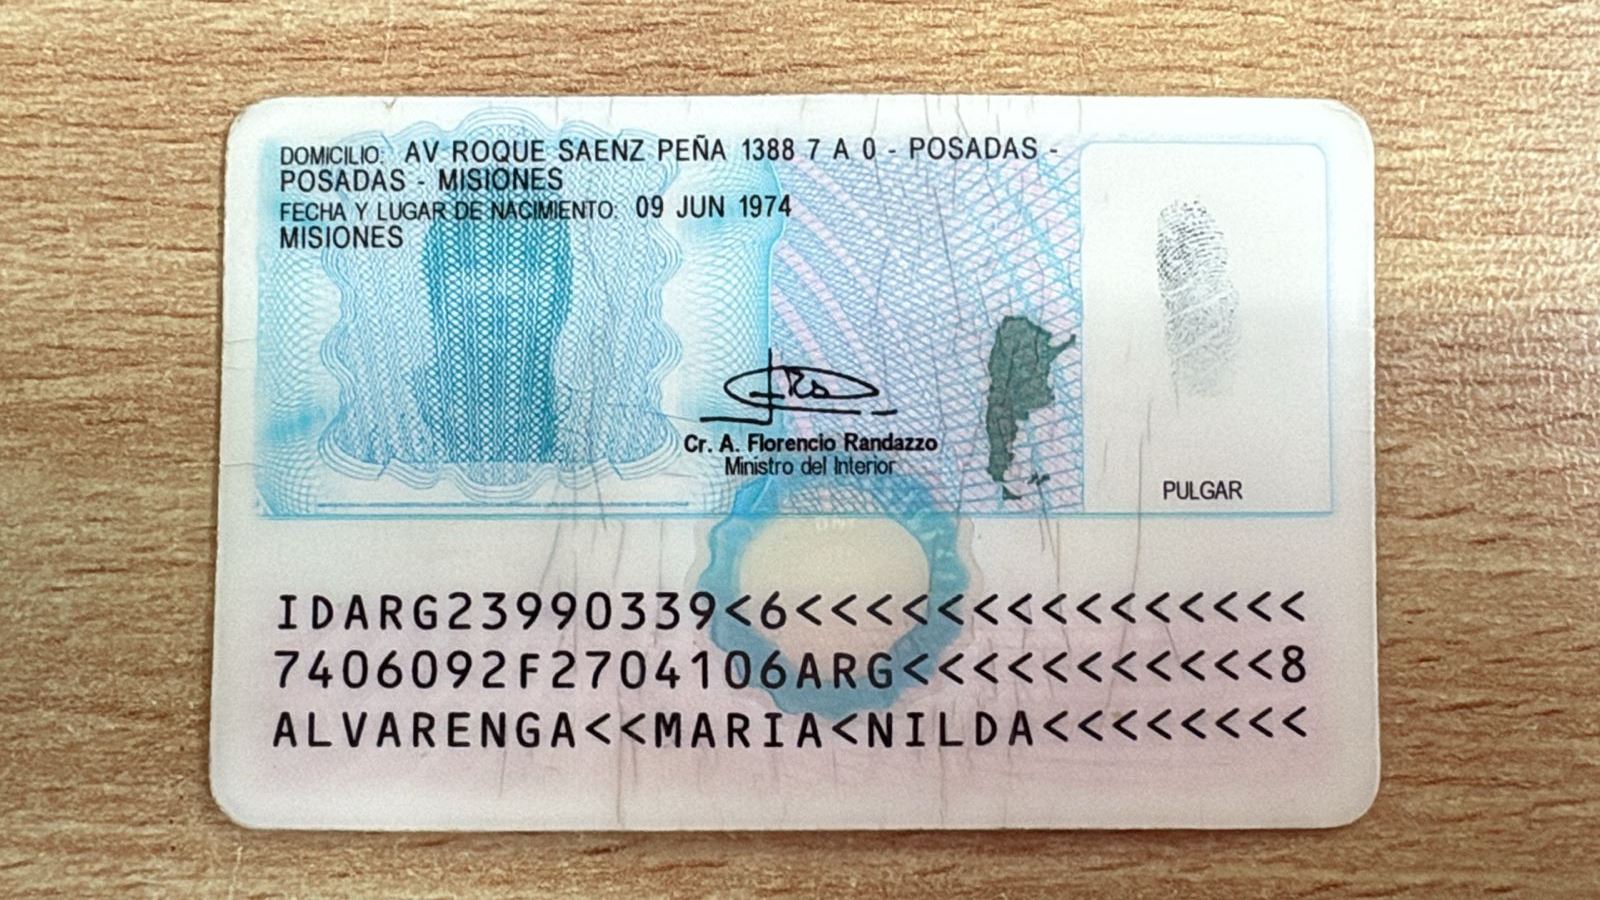 DOMICILIO: AV ROQUE SAENZ PEÑA 1388 7 A 0 - POSADAS -
POSADAS - MISIONES
FECHA Y LUGAR DE NACIMIENTO: 09 JUN 1974
MISIONES
Cr. A. Florencio Randazzo
Ministro del Interior
PULGAR
DNI
IDARG23990339<6<<<<<<<<<<<<<<<
7406092F2704106ARG<<<<<<<<<<<8
ALVARENGA<<MARIA<NILDA<<<<<<<<